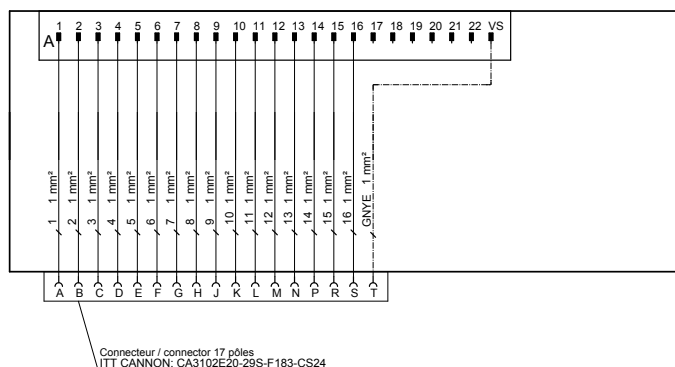 1 2 3 4 5 6 7 8 9 10 11 12 13 14 15 16 17 18 19 20 21 22 VS
A
1 1 mm²
2 1 mm²
3 1 mm²
4 1 mm²
5 1 mm²
6 1 mm²
7 1 mm²
8 1 mm²
9 1 mm²
10 1 mm²
11 1 mm²
12 1 mm²
13 1 mm²
14 1 mm²
15 1 mm²
16 1 mm²
GNYE 1 mm²
A B C D E F G H J K L M N P R S T
Connecteur / connector 17 pôles
ITT CANNON: CA3102E20-29S-F183-CS24